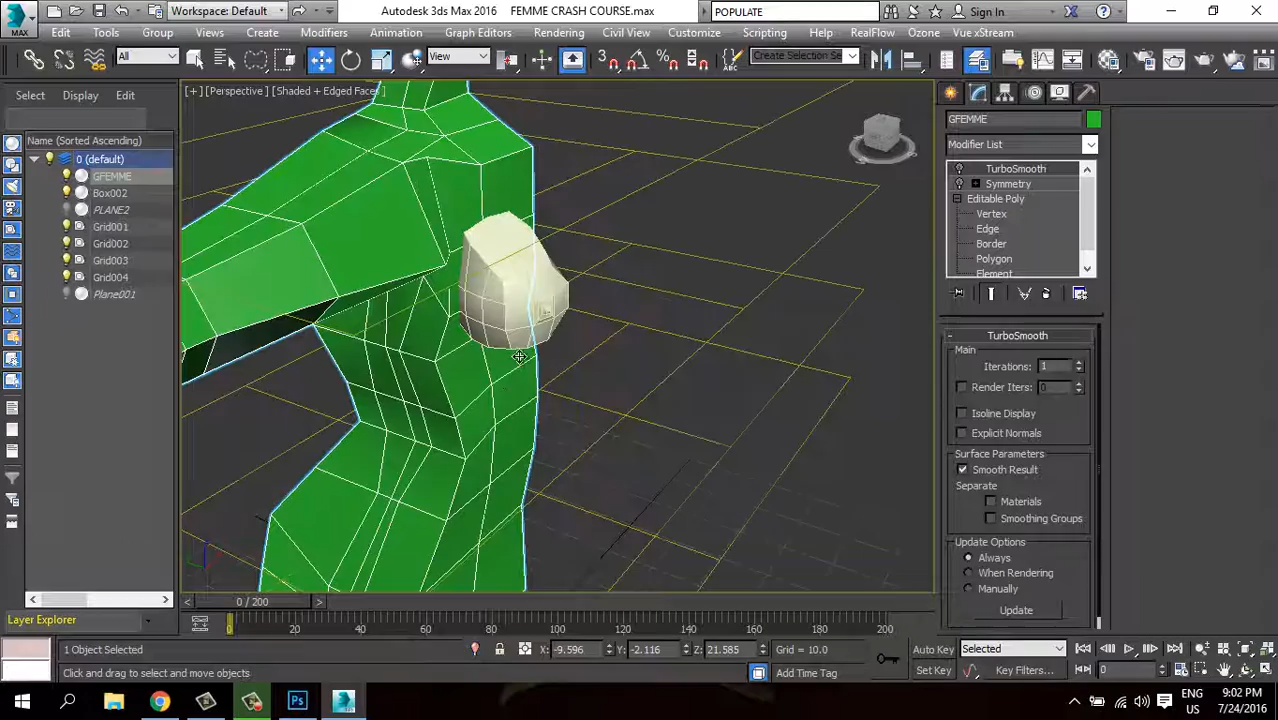 MAX
Workspace: Default
Autodesk 3ds Max 2016
FEMME CRASH COURSE.max
POPULATE
Sign In
Edit
Tools
Group
Views
Create
Modifiers
Animation
Graph Editors
Rendering
Civil View
Customize
Scripting
Help
RealFlow
Ozone
Vue xStream
All
View
Create Selection Se
Select
Display
Edit
Name (Sorted Ascending)
0 (default)
GFEMME
Box002
PLANE2
Grid001
Grid002
Grid003
Grid004
Plane001
Layer Explorer
[+] [Perspective] [Shaded + Edged Faces]
GFEMME
Modifier List
TurboSmooth
Symmetry
Editable Poly
Vertex
Edge
Border
Polygon
Element
TurboSmooth
Main
Iterations: 1
Render Iters: 0
Isoline Display
Explicit Normals
Surface Parameters
Smooth Result
Separate
Materials
Smoothing Groups
Update Options
Always
When Rendering
Manually
Update
0 / 200
0 20 40 60 80 100 120 140 160 180 200
1 Object Selected
X: -9.596
Y: -2.116
Z: 21.585
Grid = 10.0
Auto Key
Selected
Click and drag to select and move objects
Add Time Tag
Set Key
Key Filters...
0
Ps
ENG
US
9:02 PM
7/24/2016